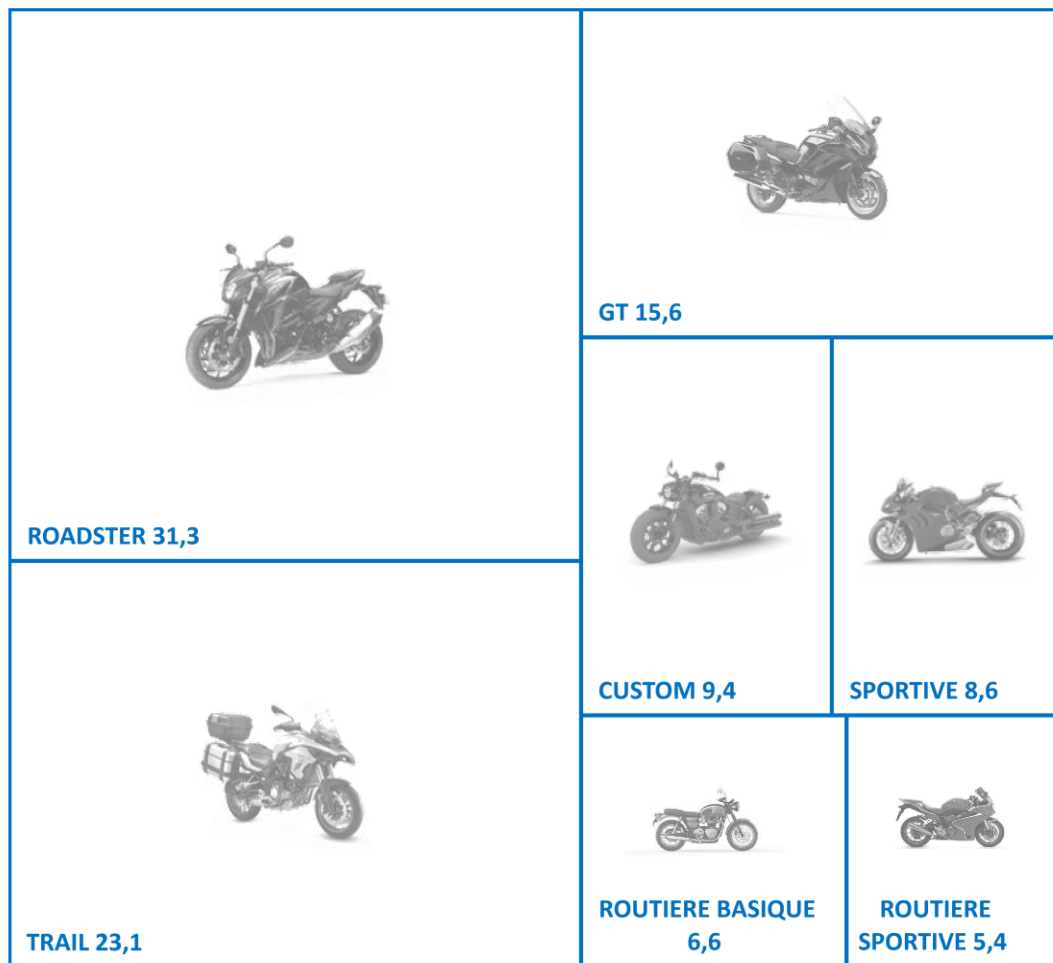 ROADSTER 31,3
GT 15,6
CUSTOM 9,4
SPORTIVE 8,6
TRAIL 23,1
ROUTIERE BASIQUE
6,6
ROUTIERE
SPORTIVE 5,4